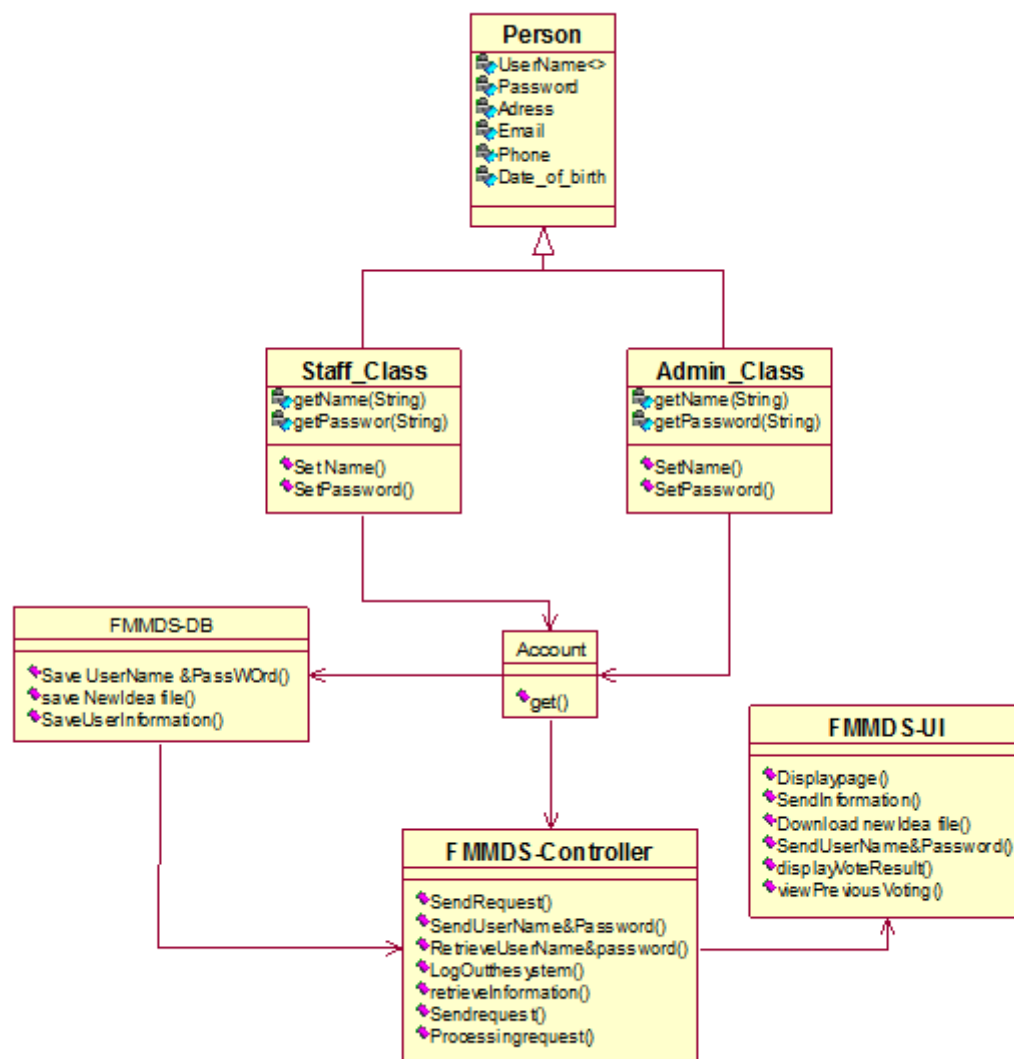 Person
UserName<>
Password
Adress
Email
Phone
Date_of_birth
Staff_Class
getName(String)
getPasswor(String)
SetName()
SetPassword()
Admin_Class
getName(String)
getPassword(String)
SetName()
SetPassword()
FMMDS-DB
Save UserName &PassWOrd()
save NewIdea file()
SaveUserInformation()
Account
get()
FMMDS-UI
Displaypage()
SendInformation()
Download newIdea file()
SendUserName&Password()
displayVoteResult()
viewPreviousVoting()
FMMDS-Controller
SendRequest()
SendUserName&Password()
RetrieveUserName&password()
LogOutthesystem()
retrieveInformation()
Sendrequest()
Processingrequest()